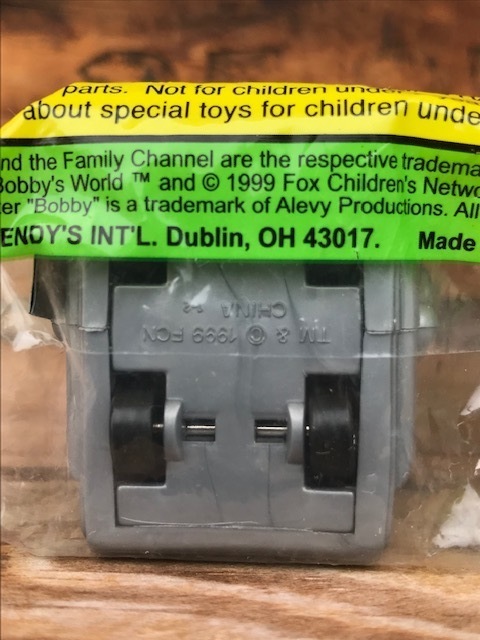 parts. Not for children unde
about special toys for children unde
nd the Family Channel are the respective tradema
Bobby's World ™ and © 1999 Fox Children's Netwo
er "Bobby" is a trademark of Alevy Productions. All
ENDY'S INT'L. Dublin, OH 43017. Made
TM & © 1999 FCN
CHINA